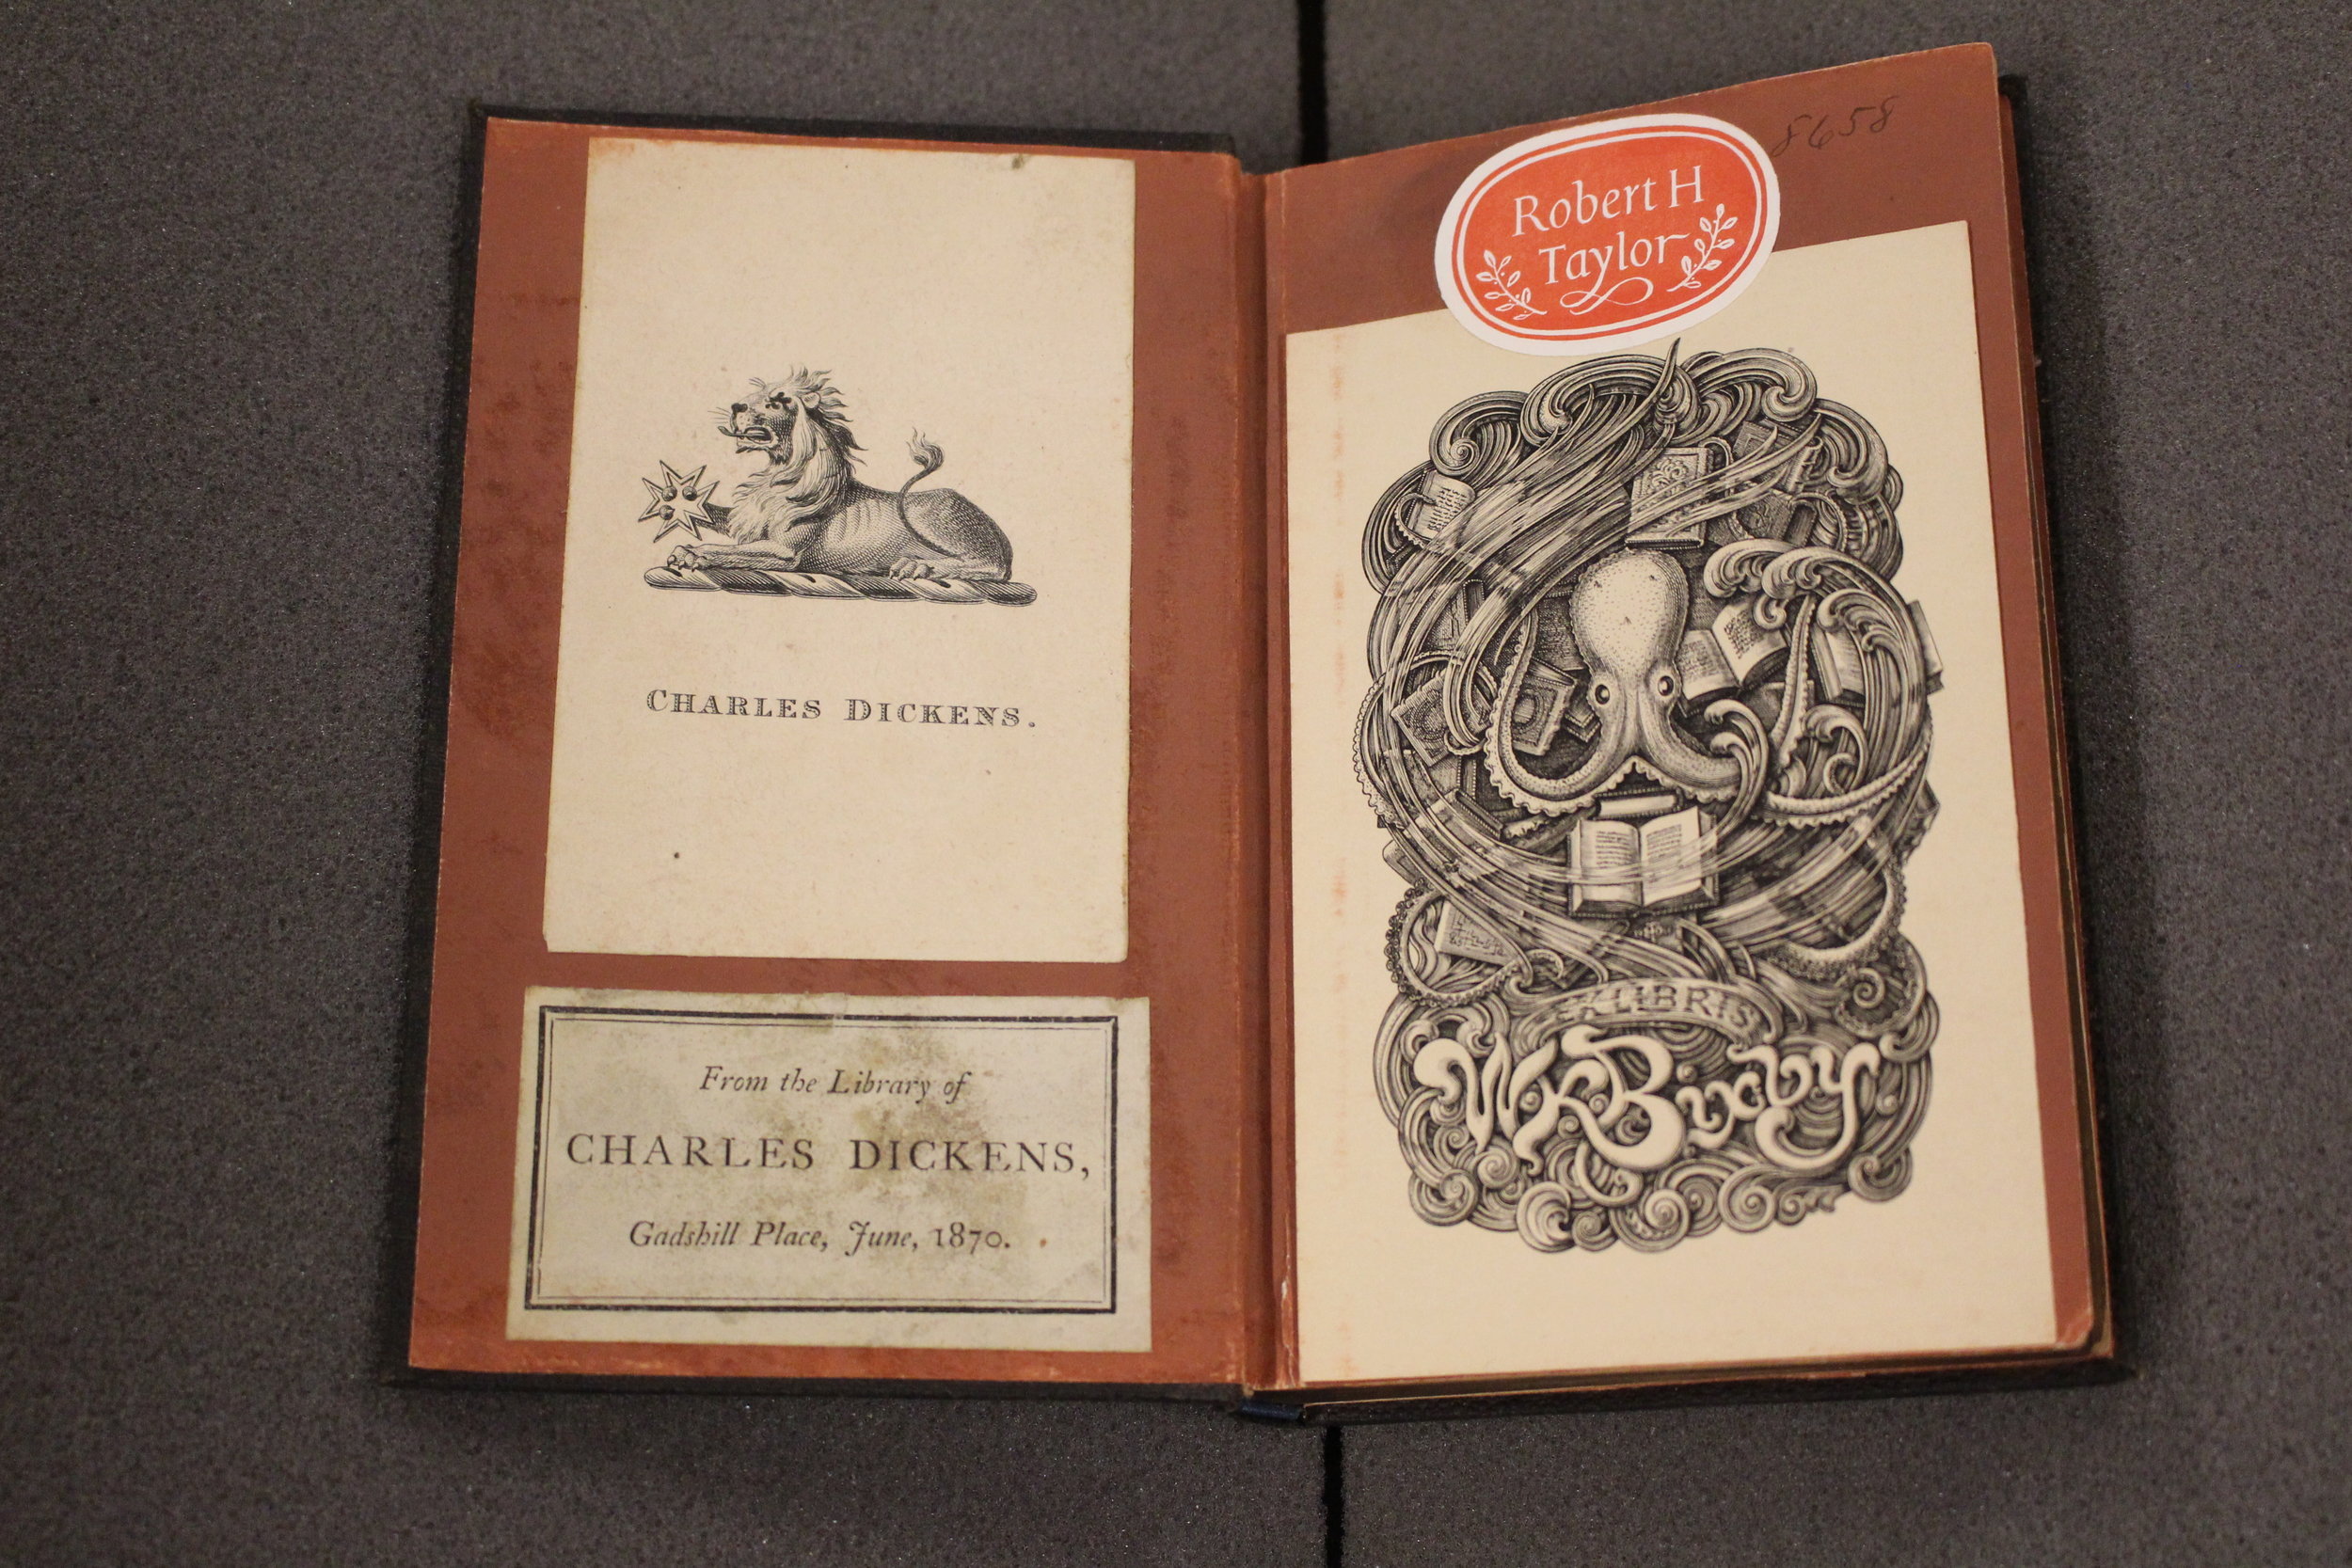 CHARLES DICKENS.
From the Library of
CHARLES DICKENS,
Gadshill Place, June, 1870.
8658
Robert H
Taylor
EX LIBRIS
W K Bixby